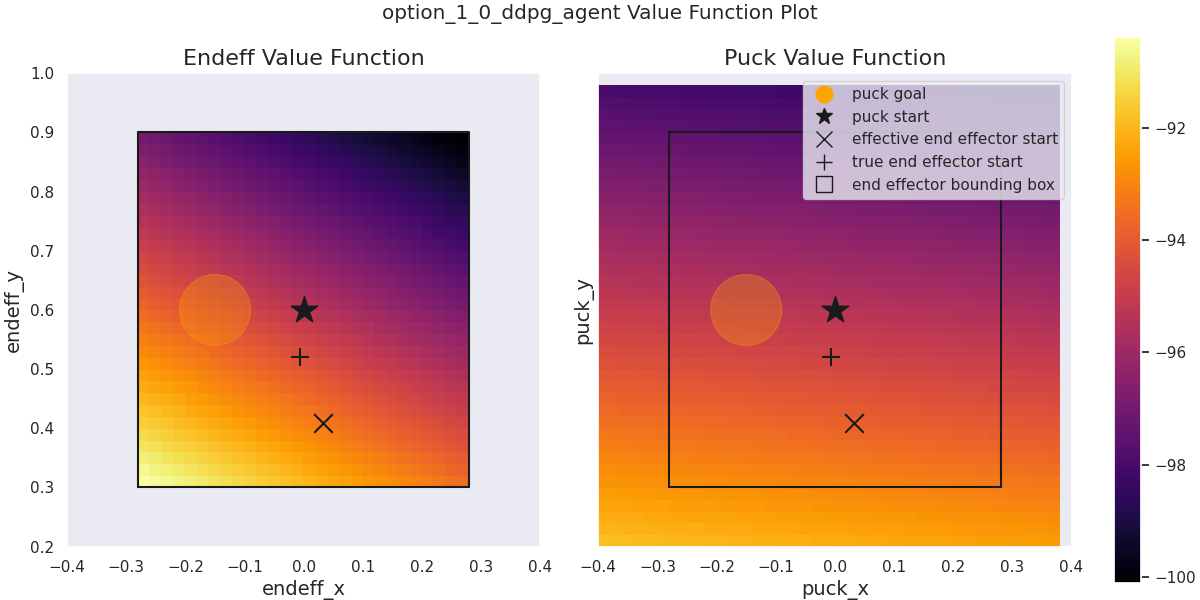 option_1_0_ddpg_agent Value Function Plot
Endeff Value Function
Puck Value Function
1.0
0.9
0.8
0.7
0.6
0.5
0.4
0.3
0.2
endeff_y
−0.4 −0.3 −0.2 −0.1 0.0 0.1 0.2 0.3 0.4
endeff_x
puck_y
puck goal
puck start
effective end effector start
true end effector start
end effector bounding box
−0.4 −0.3 −0.2 −0.1 0.0 0.1 0.2 0.3 0.4
puck_x
−92
−94
−96
−98
−100